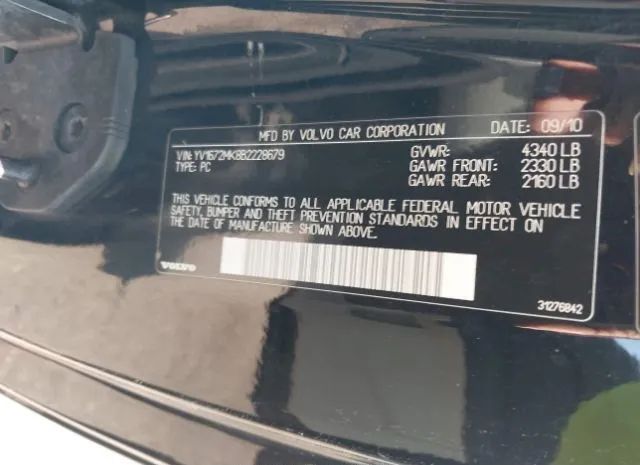 MFD BY VOLVO CAR CORPORATION DATE: 09/10
VIN: YV1672MK8B2228679 GVWR: 4340 LB
TYPE: PC GAWR FRONT: 2330 LB
GAWR REAR: 2160 LB
THIS VEHICLE CONFORMS TO ALL APPLICABLE FEDERAL MOTOR VEHICLE
SAFETY, BUMPER AND THEFT PREVENTION STANDARDS IN EFFECT ON
THE DATE OF MANUFACTURE SHOWN ABOVE.
VOLVO
31276842